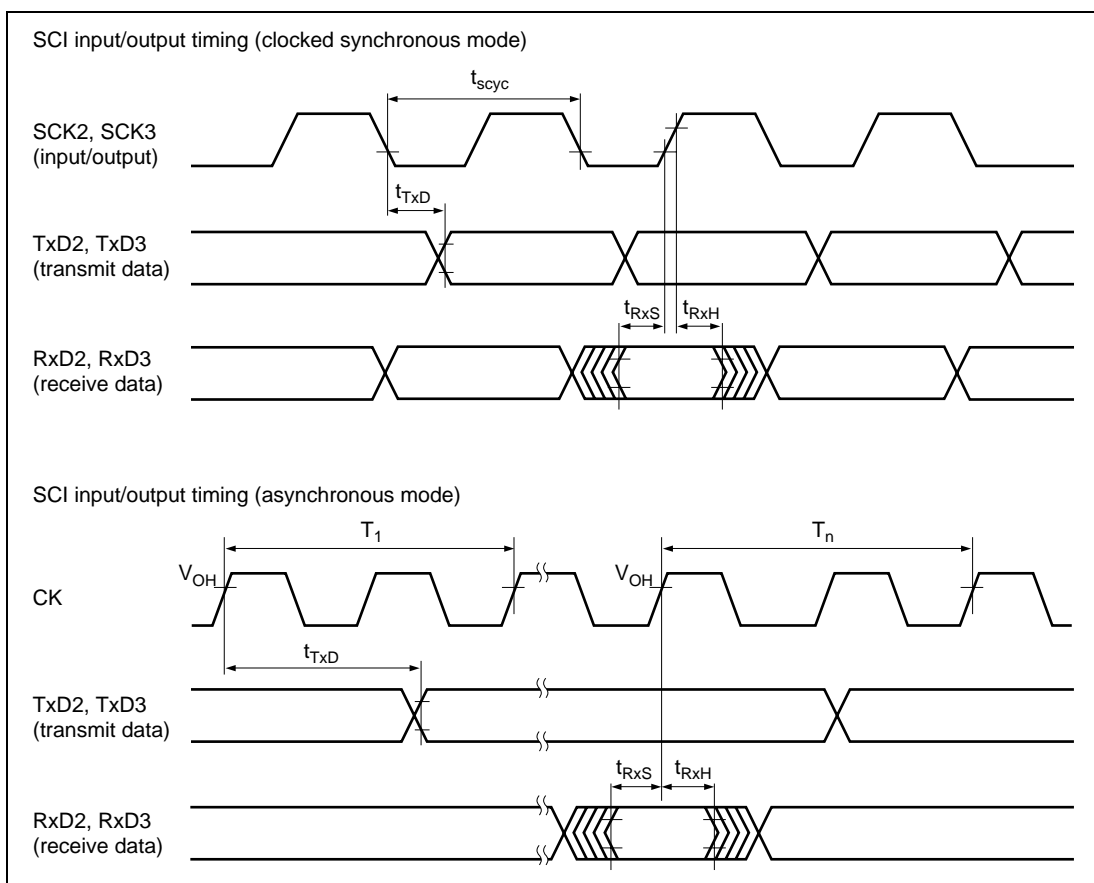 SCI input/output timing (clocked synchronous mode)
tscyc
SCK2, SCK3
(input/output)
tTxD
TxD2, TxD3
(transmit data)
tRxS
tRxH
RxD2, RxD3
(receive data)
SCI input/output timing (asynchronous mode)
T1
Tn
VOH
VOH
CK
tTxD
TxD2, TxD3
(transmit data)
tRxS
tRxH
RxD2, RxD3
(receive data)